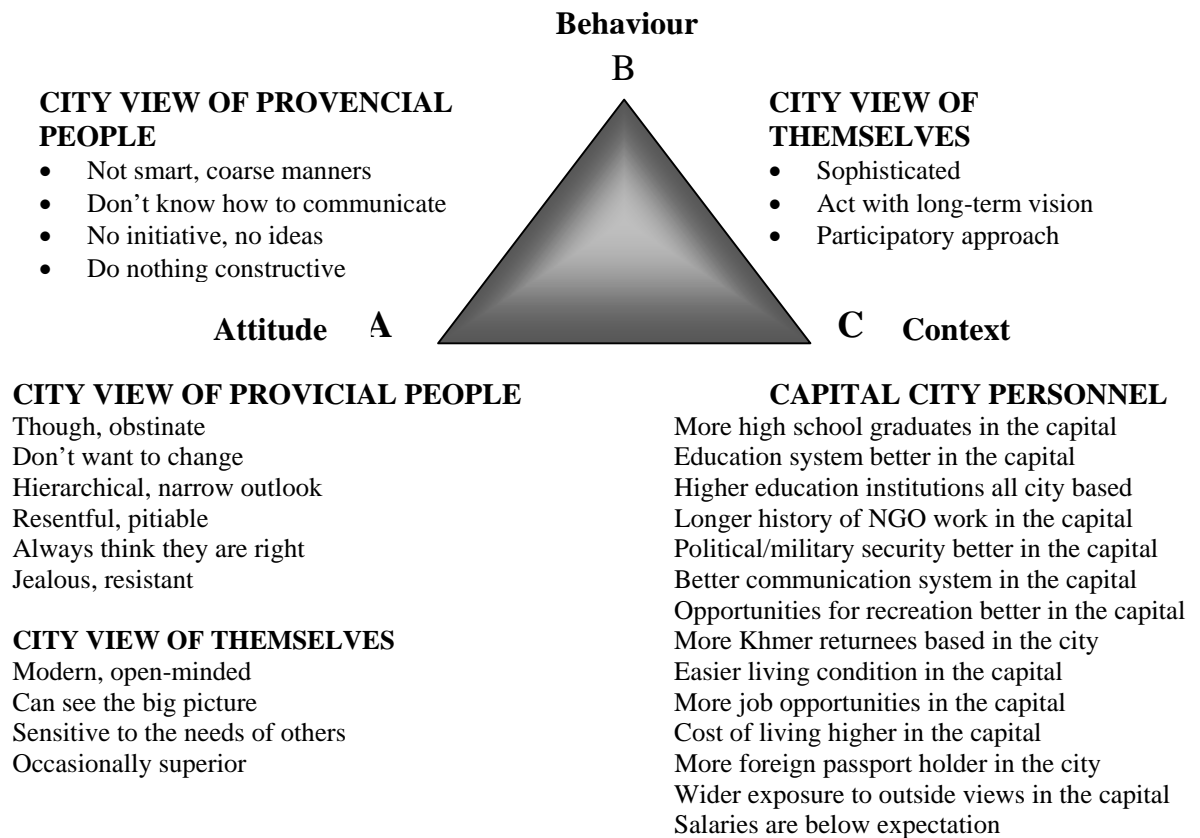 Behaviour
B
CITY VIEW OF PROVENCIAL
PEOPLE
• Not smart, coarse manners
• Don't know how to communicate
• No initiative, no ideas
• Do nothing constructive
CITY VIEW OF
THEMSELVES
• Sophisticated
• Act with long-term vision
• Participatory approach
Attitude A
C Context
CITY VIEW OF PROVICIAL PEOPLE
Though, obstinate
Don't want to change
Hierarchical, narrow outlook
Resentful, pitiable
Always think they are right
Jealous, resistant
CITY VIEW OF THEMSELVES
Modern, open-minded
Can see the big picture
Sensitive to the needs of others
Occasionally superior
CAPITAL CITY PERSONNEL
More high school graduates in the capital
Education system better in the capital
Higher education institutions all city based
Longer history of NGO work in the capital
Political/military security better in the capital
Better communication system in the capital
Opportunities for recreation better in the capital
More Khmer returnees based in the city
Easier living condition in the capital
More job opportunities in the capital
Cost of living higher in the capital
More foreign passport holder in the city
Wider exposure to outside views in the capital
Salaries are below expectation